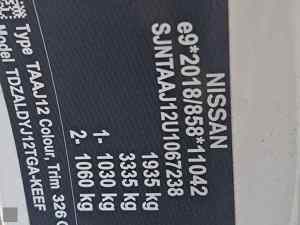 NISSAN
e9*2018/858*11042
SJNTAAJ12U1067238
1935 kg
3335 kg
1- 1030 kg
2- 1060 kg
Type TAAJ12 Colour, Trim 326
Model TDZALDYJ12TGA-KEEF